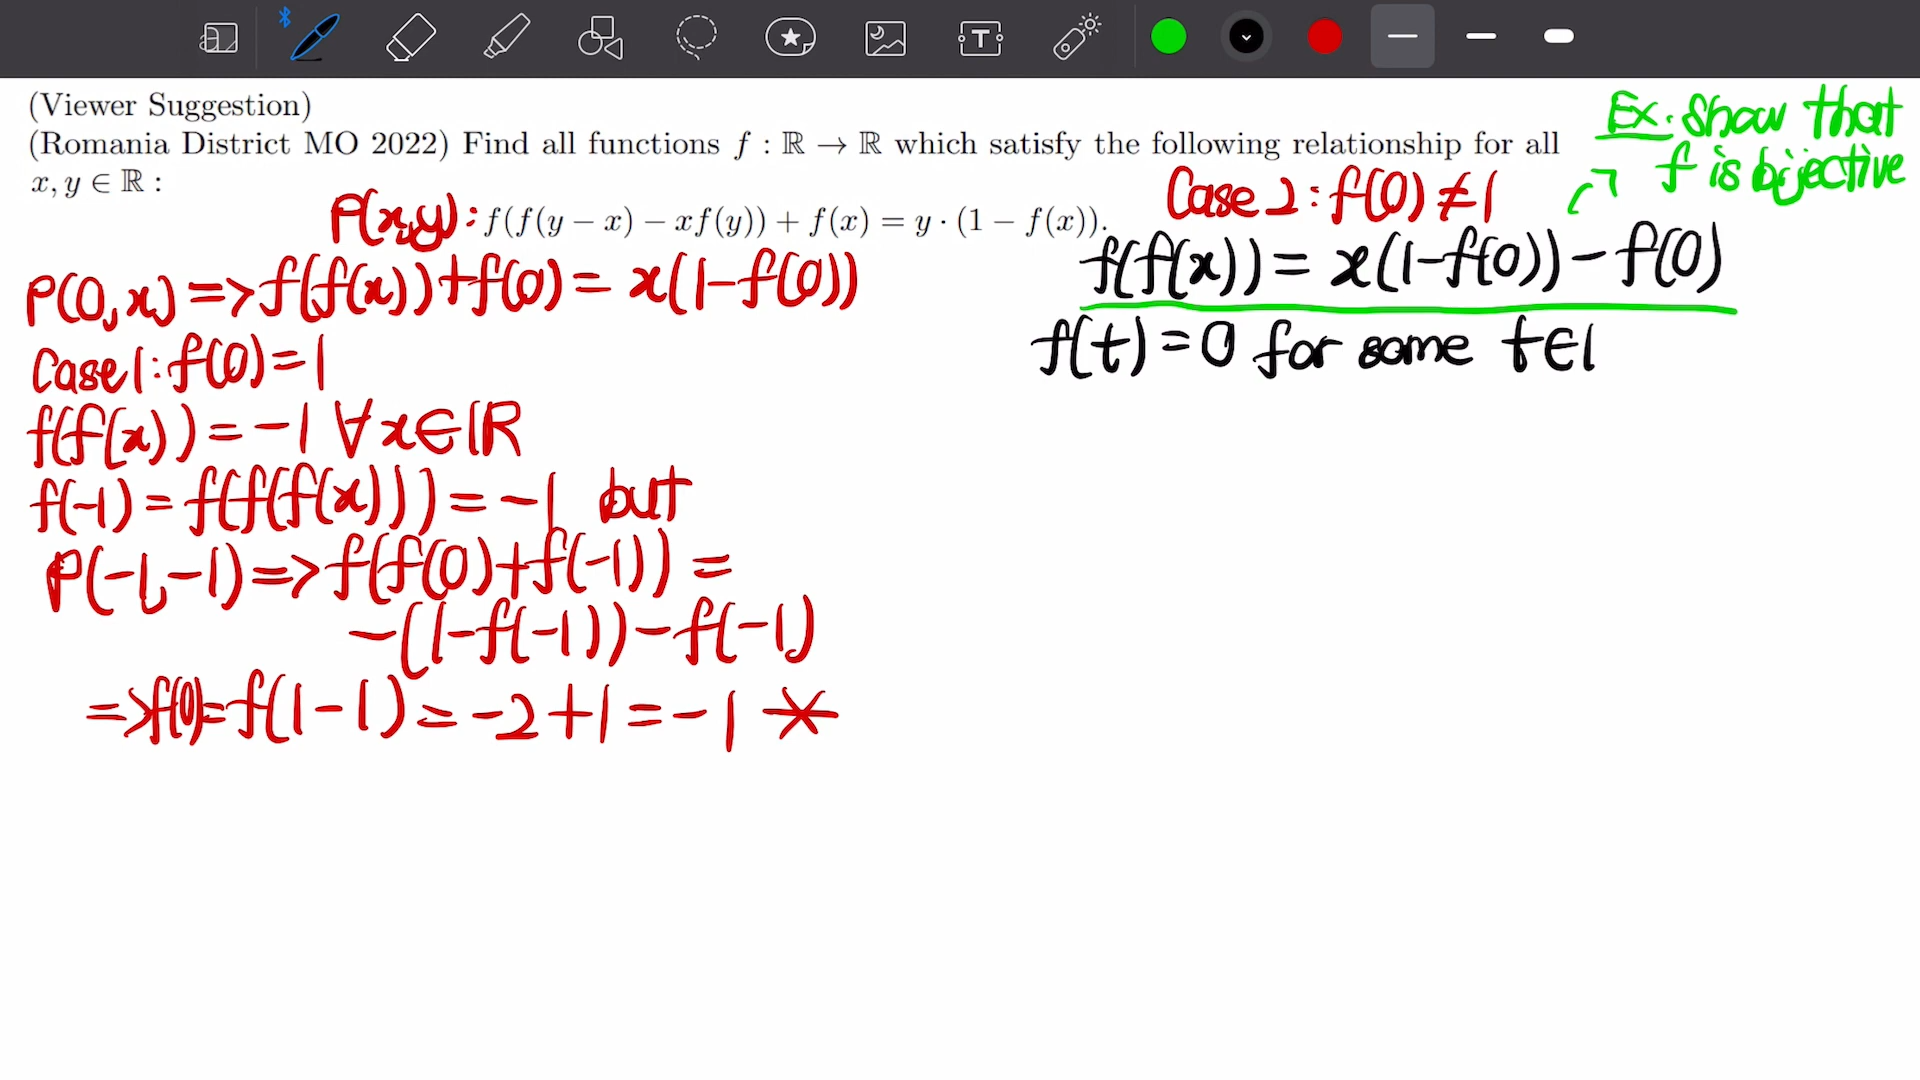 (Viewer Suggestion)
(Romania District MO 2022) Find all functions f : ℝ → ℝ which satisfy the following relationship for all
x, y ∈ ℝ :
P(x,y): f(f(y − x) − xf(y)) + f(x) = y · (1 − f(x)).
P(0,x) => f(f(x))+f(0) = x(1-f(0))
Case1: f(0)=1
f(f(x)) = -1 ∀x∈ℝ
f(-1) = f(f(f(x))) = -1 but
P(-1,-1) => f(f(0)+f(-1)) =
-(1-f(-1))-f(-1)
=> f(0)= f(1-1) = -2+1 = -1 ※
Ex. Show that
f is bijective
Case 2: f(0) ≠ 1
f(f(x)) = x(1-f(0)) - f(0)
f(t) = 0 for some t∈l